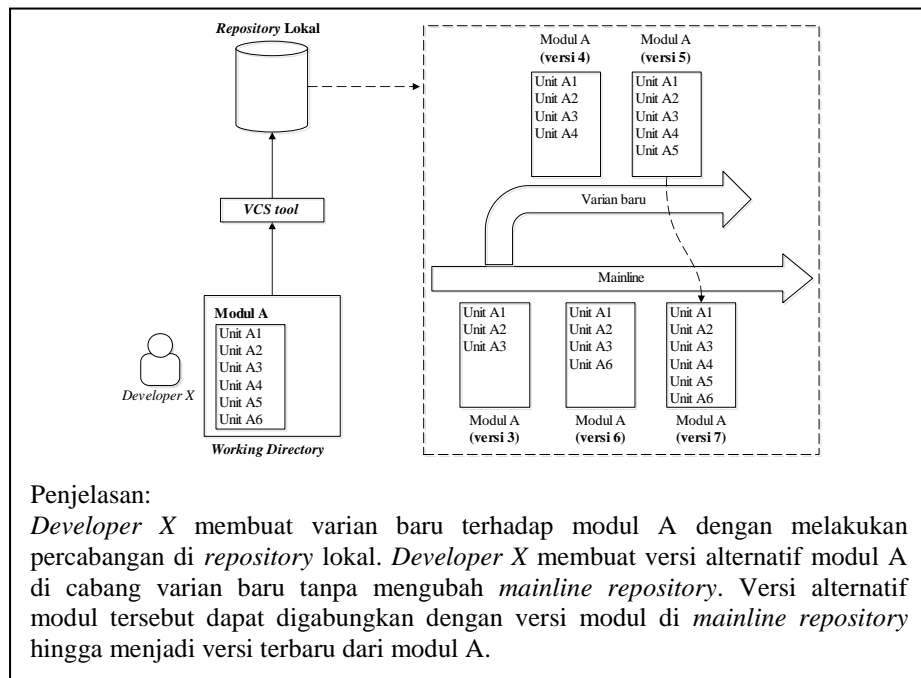 Repository Lokal
VCS tool
Modul A
Unit A1
Unit A2
Unit A3
Unit A4
Unit A5
Unit A6
Developer X
Working Directory
Modul A
(versi 4)
Unit A1
Unit A2
Unit A3
Unit A4
Modul A
(versi 5)
Unit A1
Unit A2
Unit A3
Unit A4
Unit A5
Varian baru
Mainline
Unit A1
Unit A2
Unit A3
Modul A
(versi 3)
Unit A1
Unit A2
Unit A3
Unit A6
Modul A
(versi 6)
Unit A1
Unit A2
Unit A3
Unit A4
Unit A5
Unit A6
Modul A
(versi 7)
Penjelasan:
Developer X membuat varian baru terhadap modul A dengan melakukan
percabangan di repository lokal. Developer X membuat versi alternatif modul A
di cabang varian baru tanpa mengubah mainline repository. Versi alternatif
modul tersebut dapat digabungkan dengan versi modul di mainline repository
hingga menjadi versi terbaru dari modul A.